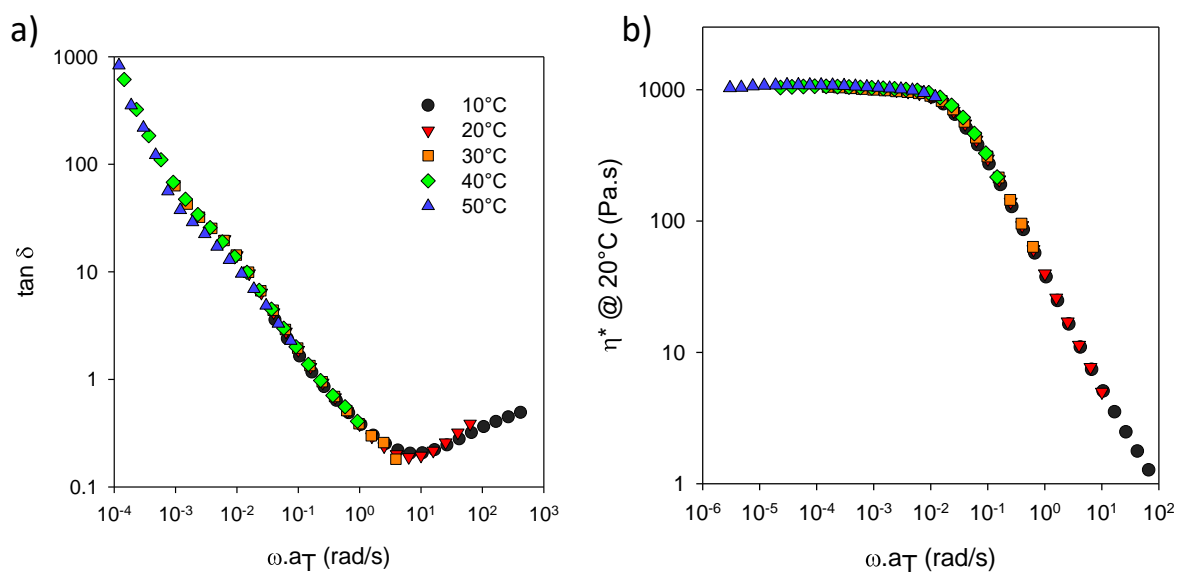 a)
1000
100
10
1
0.1
tan δ
10⁻⁴ 10⁻³ 10⁻² 10⁻¹ 10⁰ 10¹ 10² 10³
ω.aT (rad/s)
10°C
20°C
30°C
40°C
50°C
b)
1000
100
10
1
η* @ 20°C (Pa.s)
10⁻⁶ 10⁻⁵ 10⁻⁴ 10⁻³ 10⁻² 10⁻¹ 10⁰ 10¹ 10²
ω.aT (rad/s)